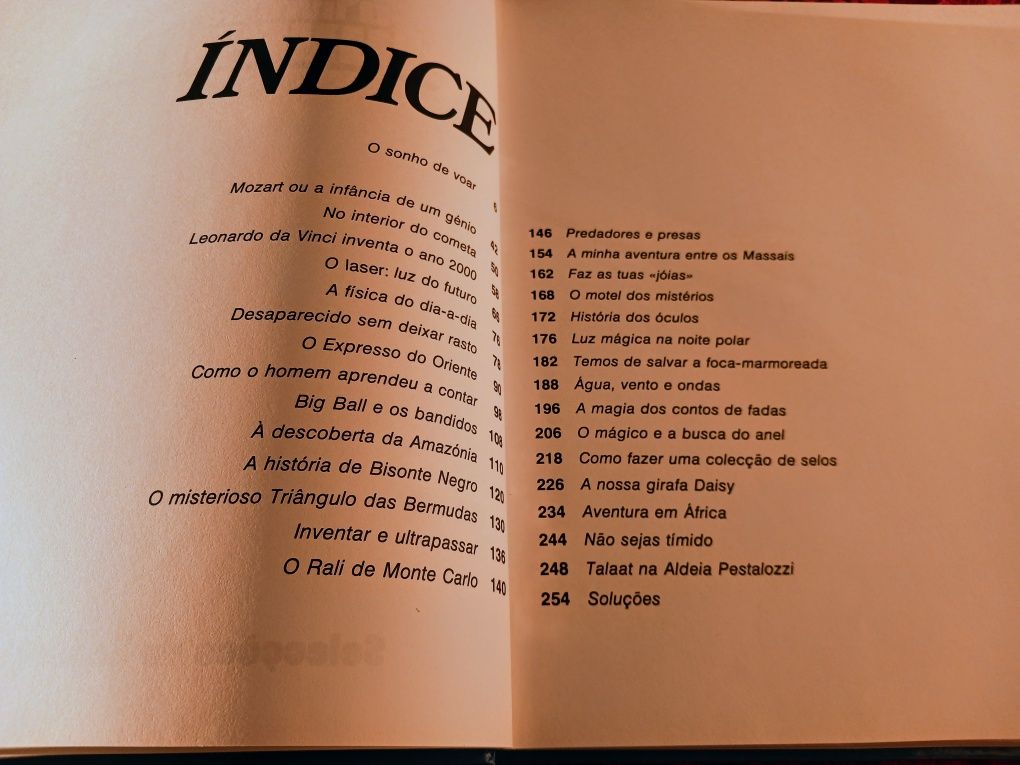 ÍNDICE
O sonho de voar 6
Mozart ou a infância de um génio 42
No interior do cometa 50
Leonardo da Vinci inventa o ano 2000 58
O laser: luz do futuro 66
A física do dia-a-dia 76
Desaparecido sem deixar rasto 78
O Expresso do Oriente 90
Como o homem aprendeu a contar 98
Big Ball e os bandidos 108
À descoberta da Amazónia 110
A história de Bisonte Negro 120
O misterioso Triângulo das Bermudas 130
Inventar e ultrapassar 136
O Rali de Monte Carlo 140
Selecções
146 Predadores e presas
154 A minha aventura entre os Massais
162 Faz as tuas «jóias»
168 O motel dos mistérios
172 História dos óculos
176 Luz mágica na noite polar
182 Temos de salvar a foca-marmoreada
188 Água, vento e ondas
196 A magia dos contos de fadas
206 O mágico e a busca do anel
218 Como fazer uma colecção de selos
226 A nossa girafa Daisy
234 Aventura em África
244 Não sejas tímido
248 Talaat na Aldeia Pestalozzi
254 Soluções